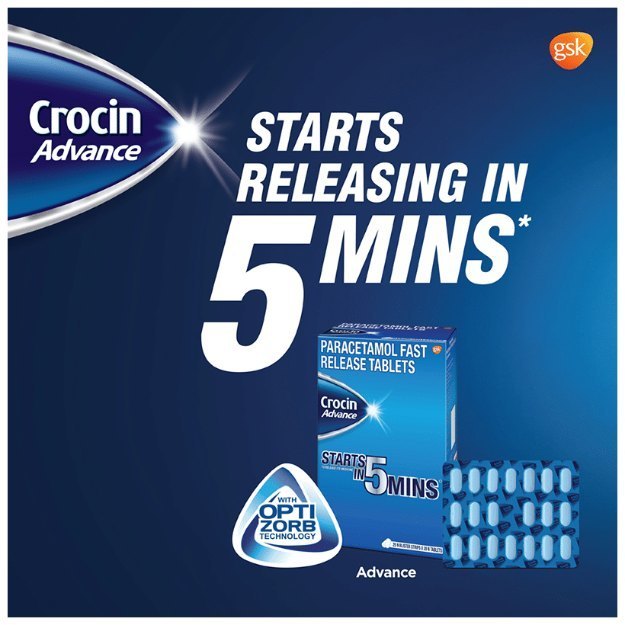 gsk
Crocin
Advance
STARTS
RELEASING IN
5 MINS*
PARACETAMOL FAST
RELEASE TABLETS
Crocin
Advance
STARTS
IN 5 MINS
WITH
OPTI
ZORB
TECHNOLOGY
Advance